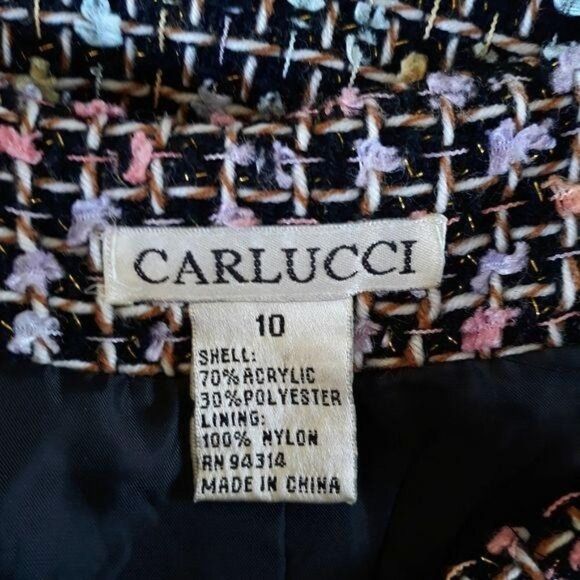 CARLUCCI
10
SHELL:
70% ACRYLIC
30% POLYESTER
LINING:
100% NYLON
RN 94314
MADE IN CHINA